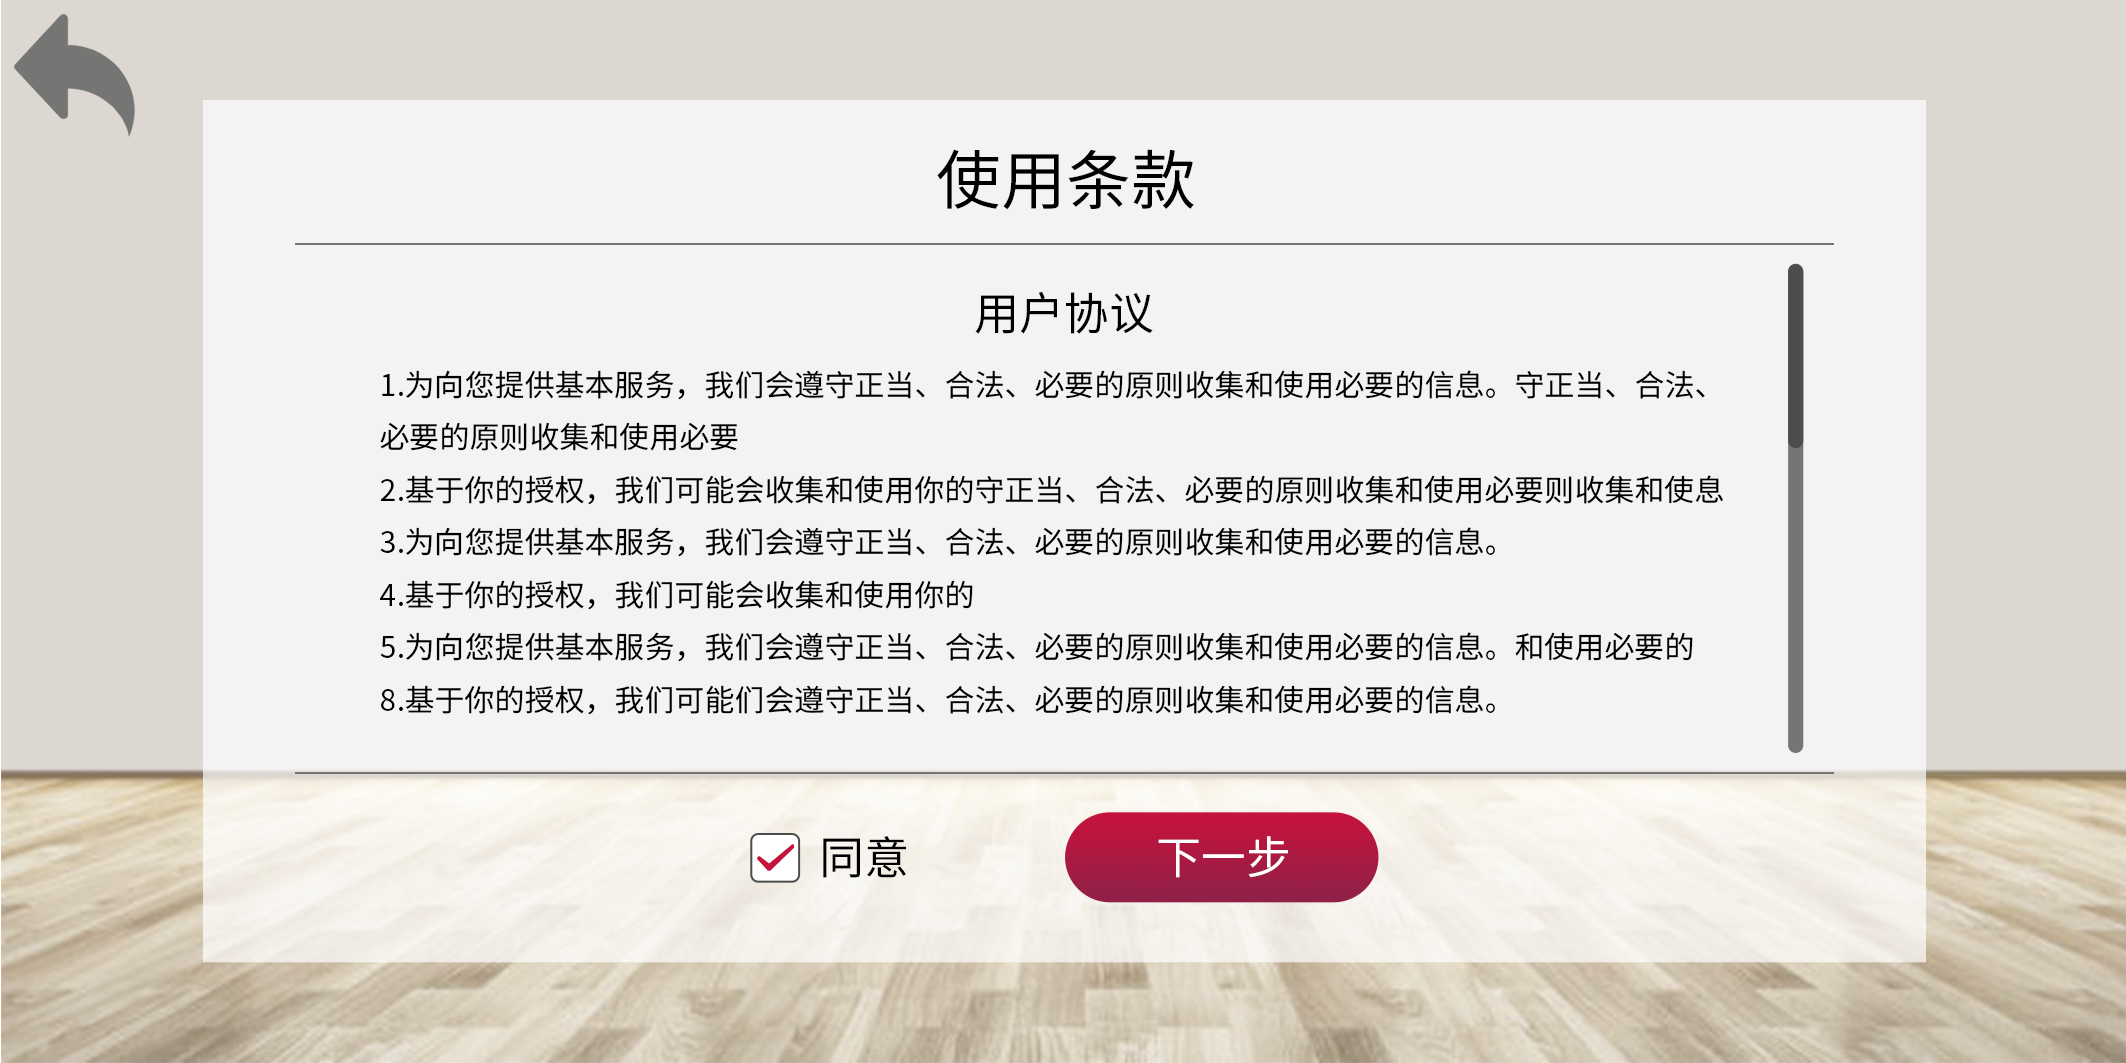 使用条款
用户协议
1.为向您提供基本服务，我们会遵守正当、合法、必要的原则收集和使用必要的信息。守正当、合法、
必要的原则收集和使用必要
2.基于你的授权，我们可能会收集和使用你的守正当、合法、必要的原则收集和使用必要则收集和使息
3.为向您提供基本服务，我们会遵守正当、合法、必要的原则收集和使用必要的信息。
4.基于你的授权，我们可能会收集和使用你的
5.为向您提供基本服务，我们会遵守正当、合法、必要的原则收集和使用必要的信息。和使用必要的
8.基于你的授权，我们可能们会遵守正当、合法、必要的原则收集和使用必要的信息。
同意
下一步